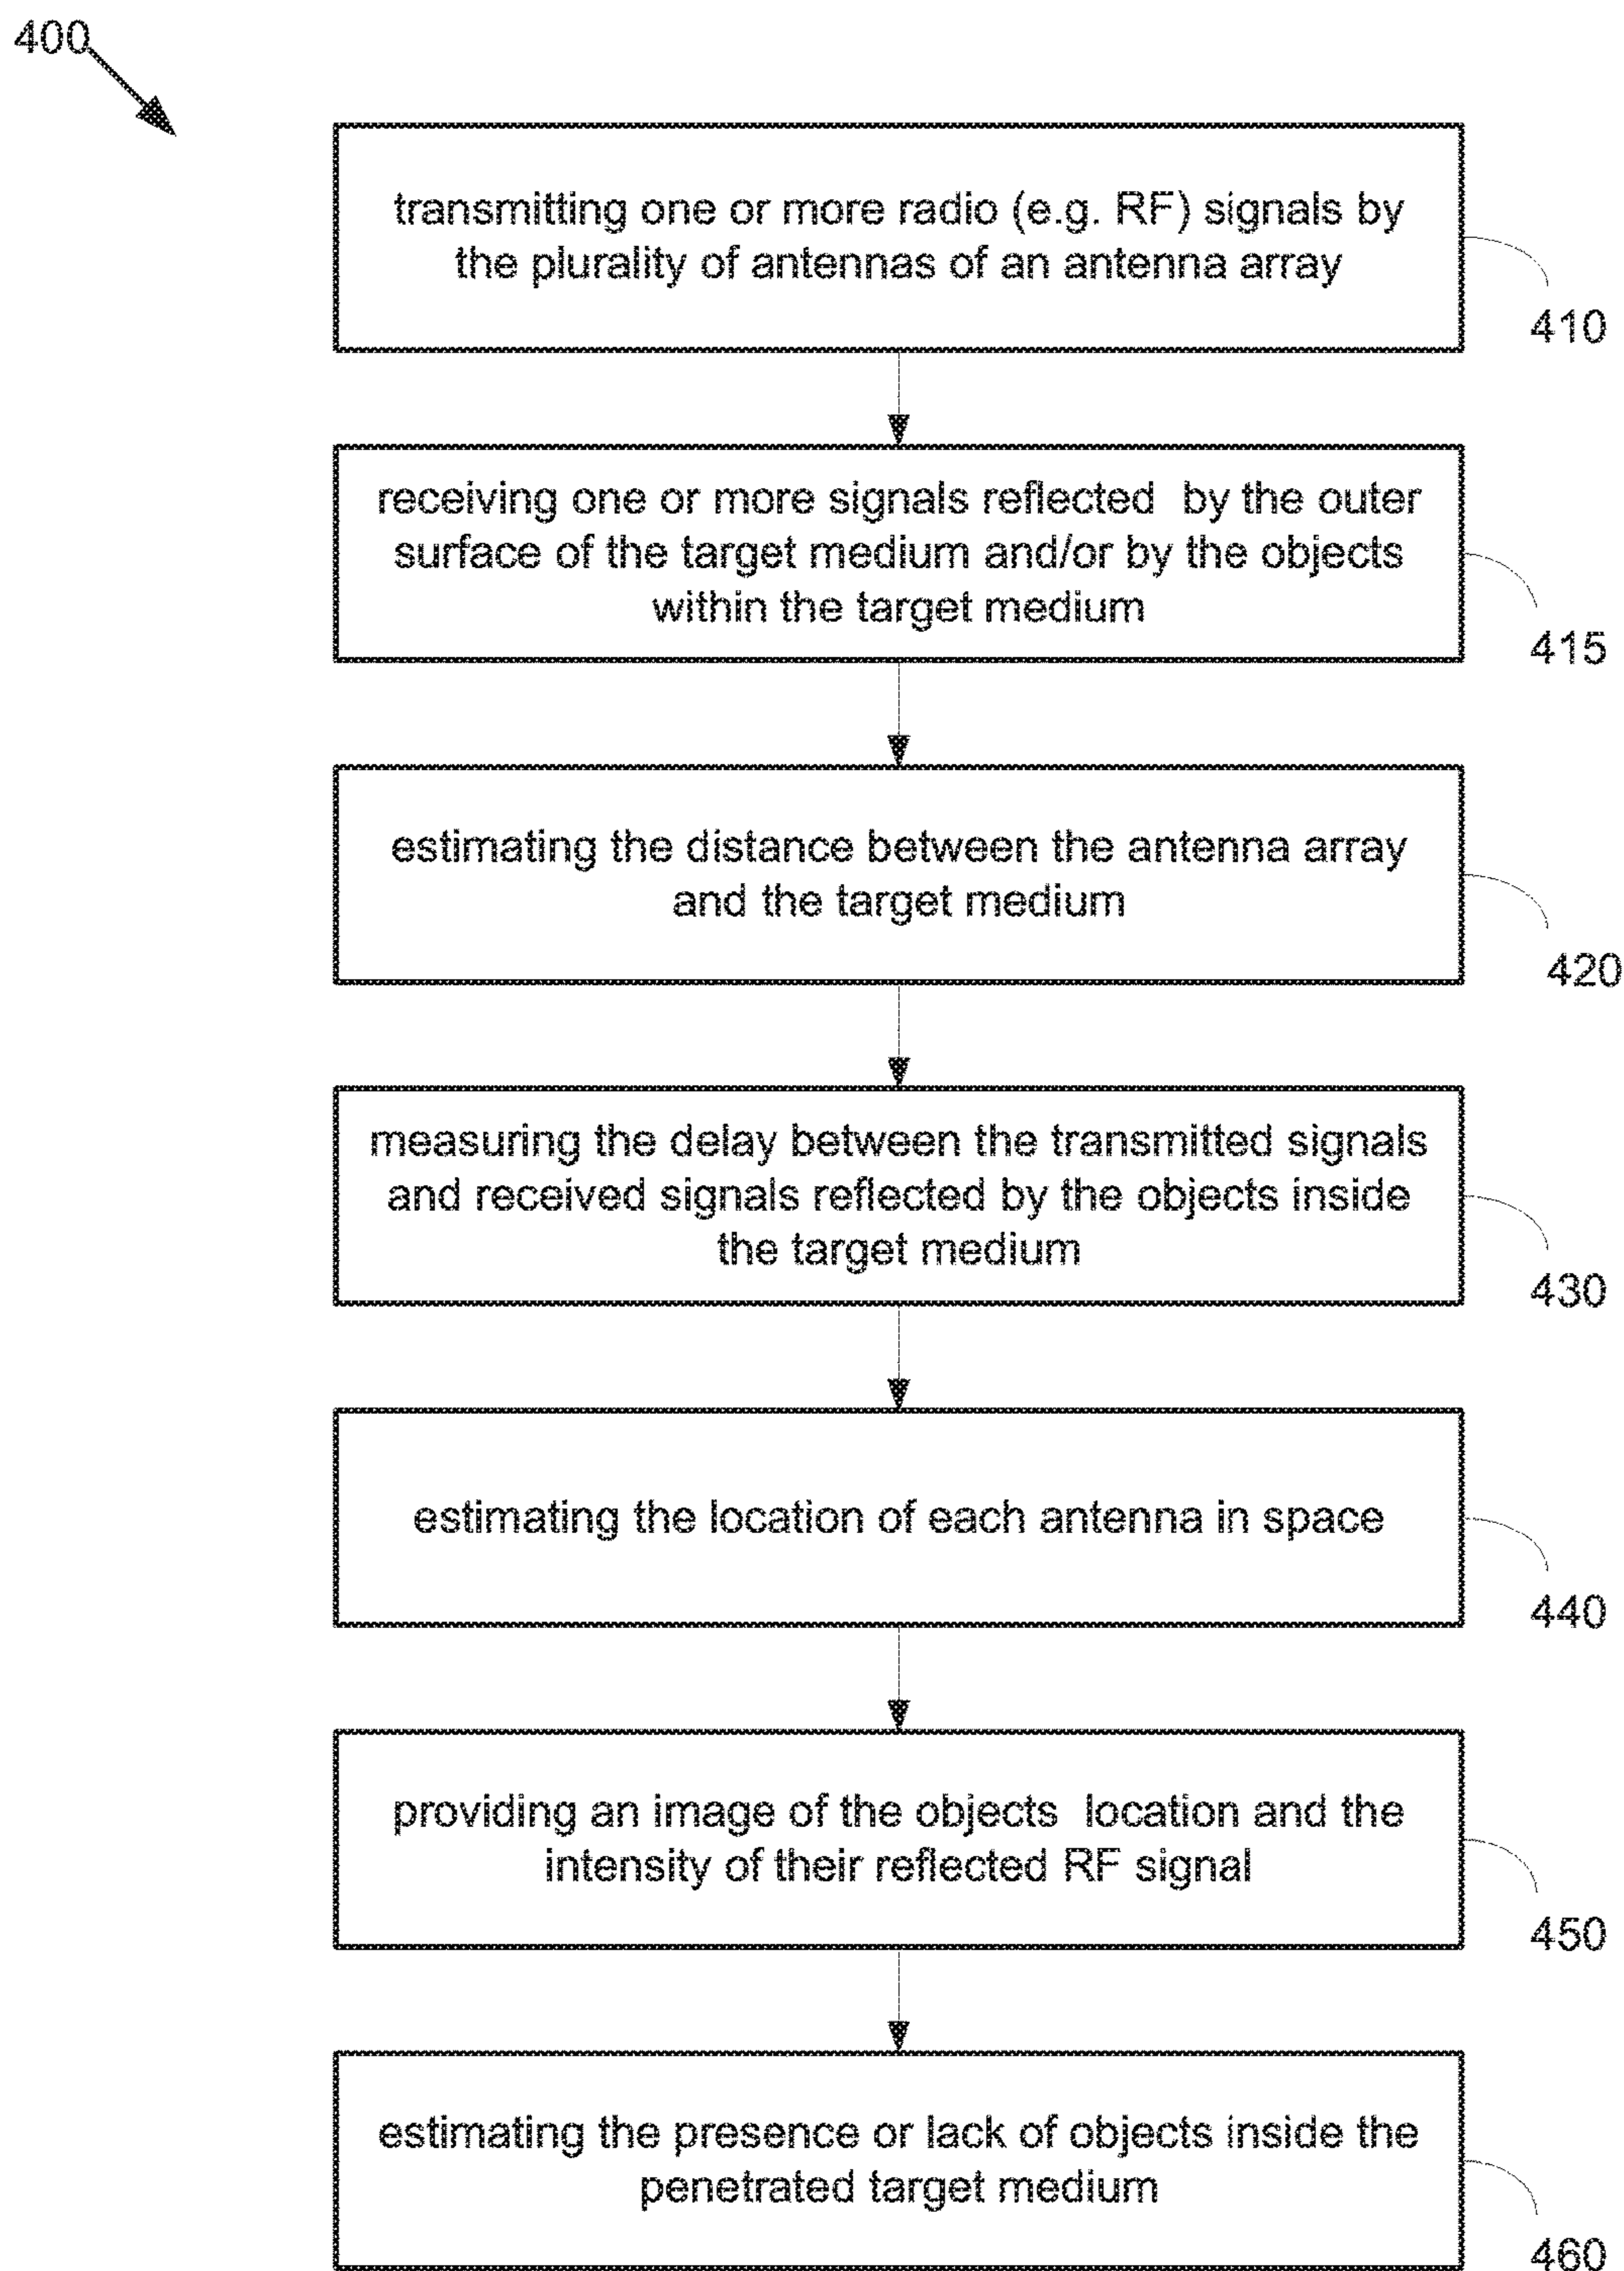 400
transmitting one or more radio (e.g. RF) signals by
the plurality of antennas of an antenna array
410
receiving one or more signals reflected by the outer
surface of the target medium and/or by the objects
within the target medium
415
estimating the distance between the antenna array
and the target medium
420
measuring the delay between the transmitted signals
and received signals reflected by the objects inside
the target medium
430
estimating the location of each antenna in space
440
providing an image of the objects location and the
intensity of their reflected RF signal
450
estimating the presence or lack of objects inside the
penetrated target medium
460